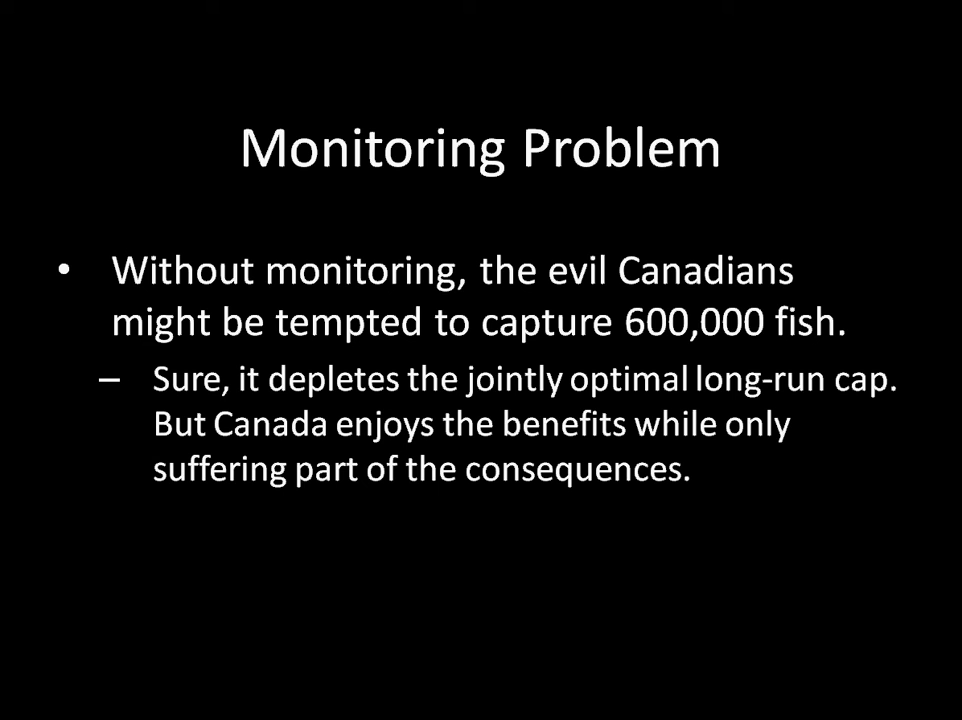 Monitoring Problem
• Without monitoring, the evil Canadians
might be tempted to capture 600,000 fish.
– Sure, it depletes the jointly optimal long-run cap.
But Canada enjoys the benefits while only
suffering part of the consequences.